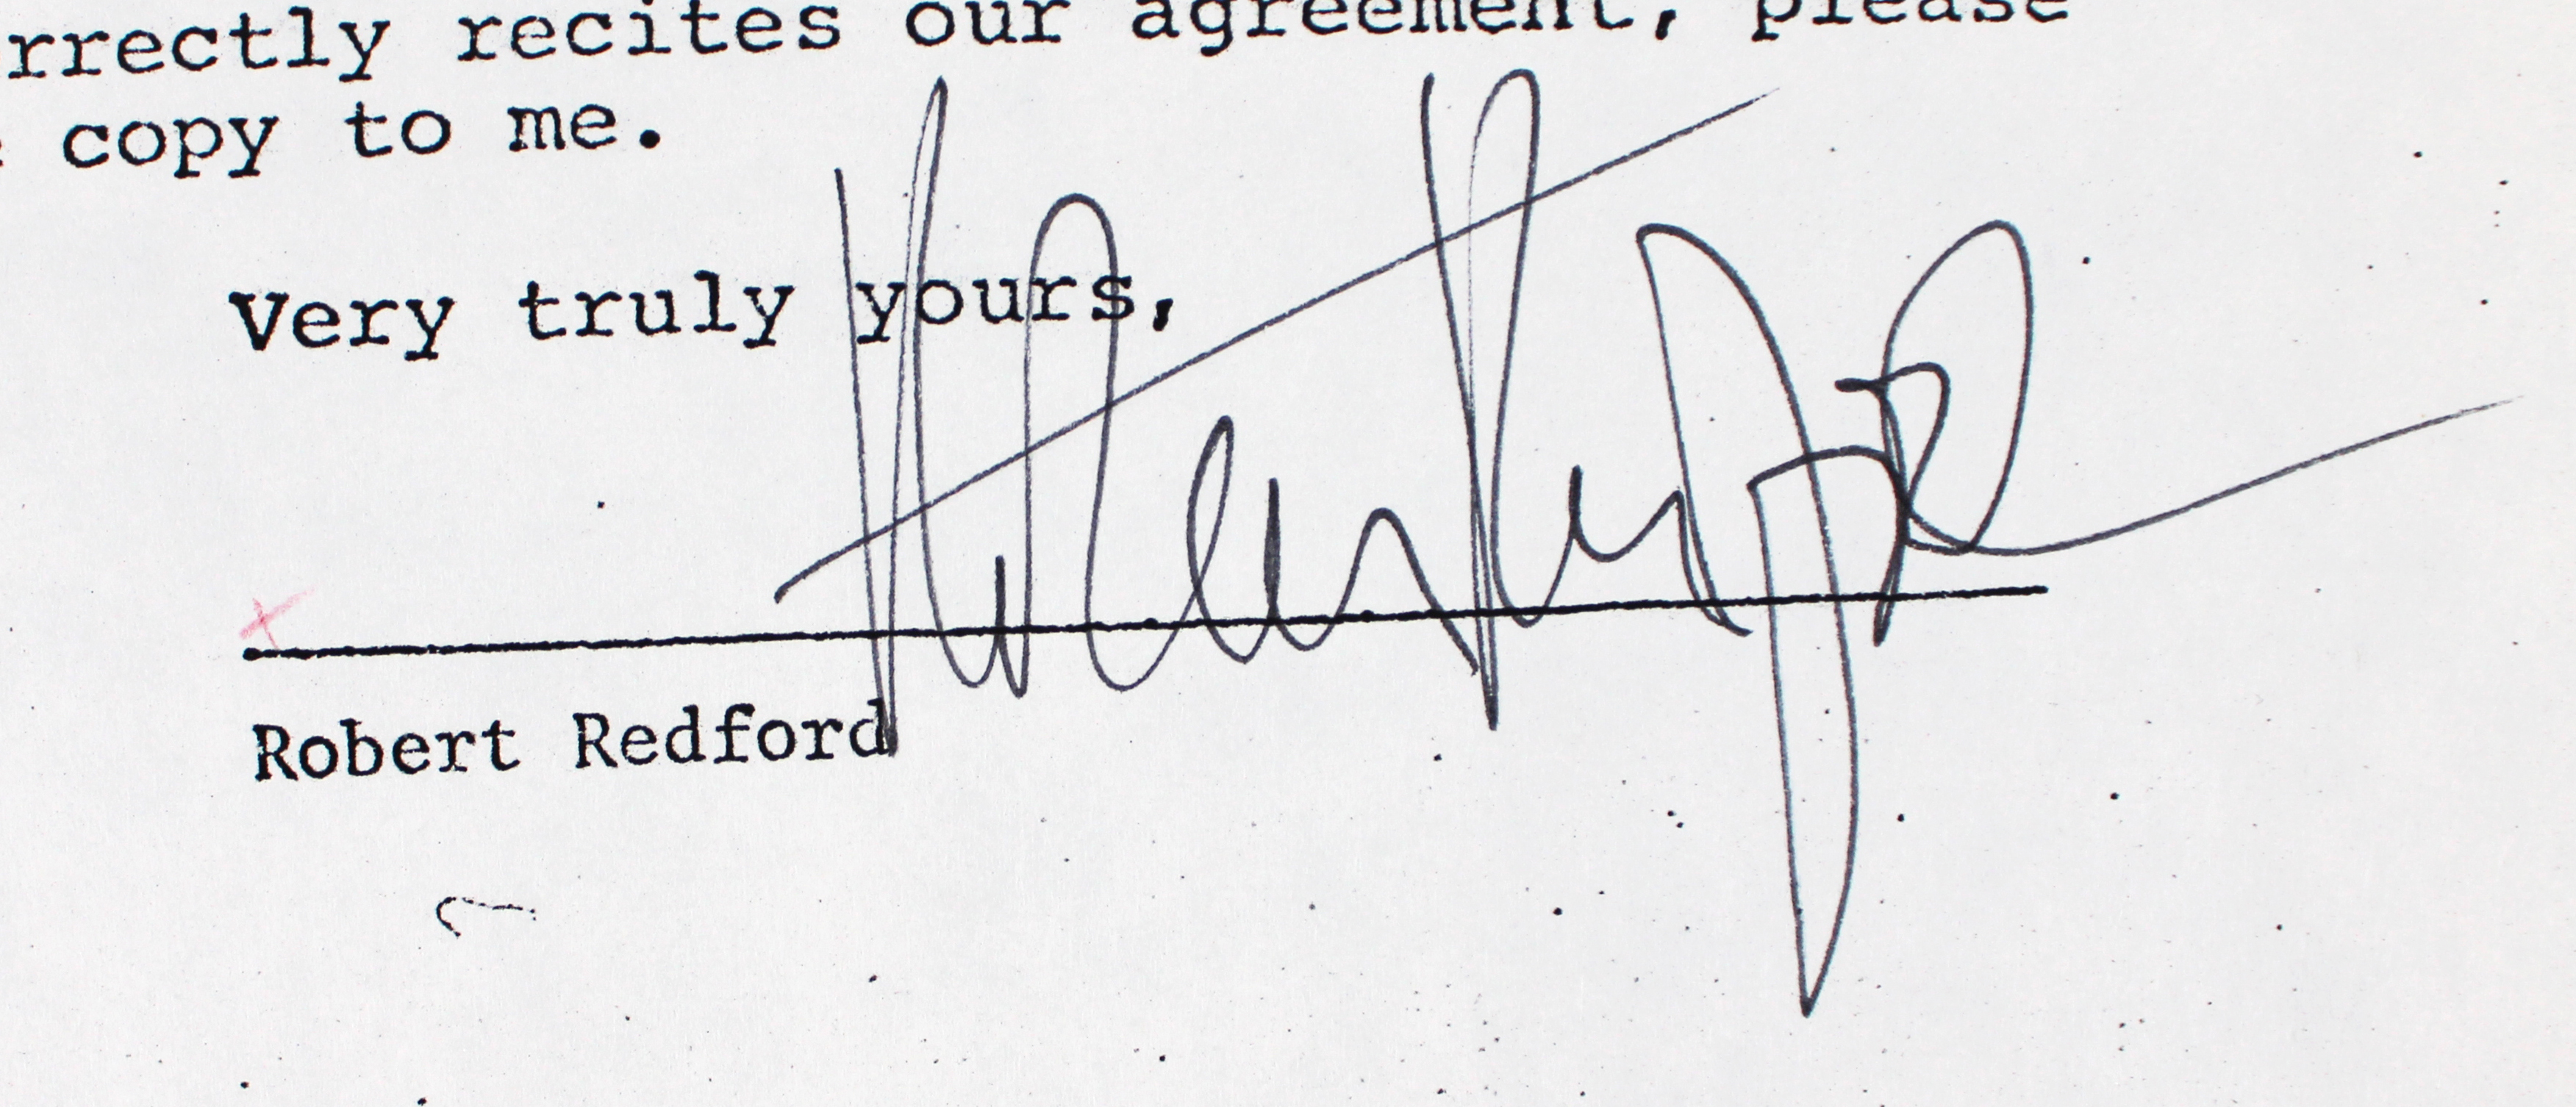 rrectly recites our agreement, please
copy to me.
Very truly yours,
Robert Redford